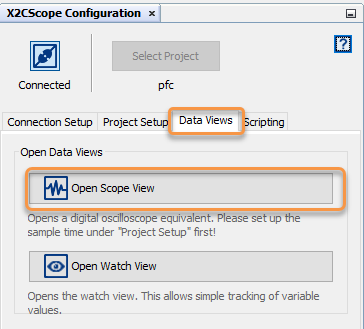 X2CScope Configuration
Select Project
?
Connected
pfc
Connection Setup Project Setup Data Views Scripting
Open Data Views
Open Scope View
Opens a digital oscilloscope equivalent. Please set up the
sample time under "Project Setup" first!
Open Watch View
Opens the watch view. This allows simple tracking of variable
values.